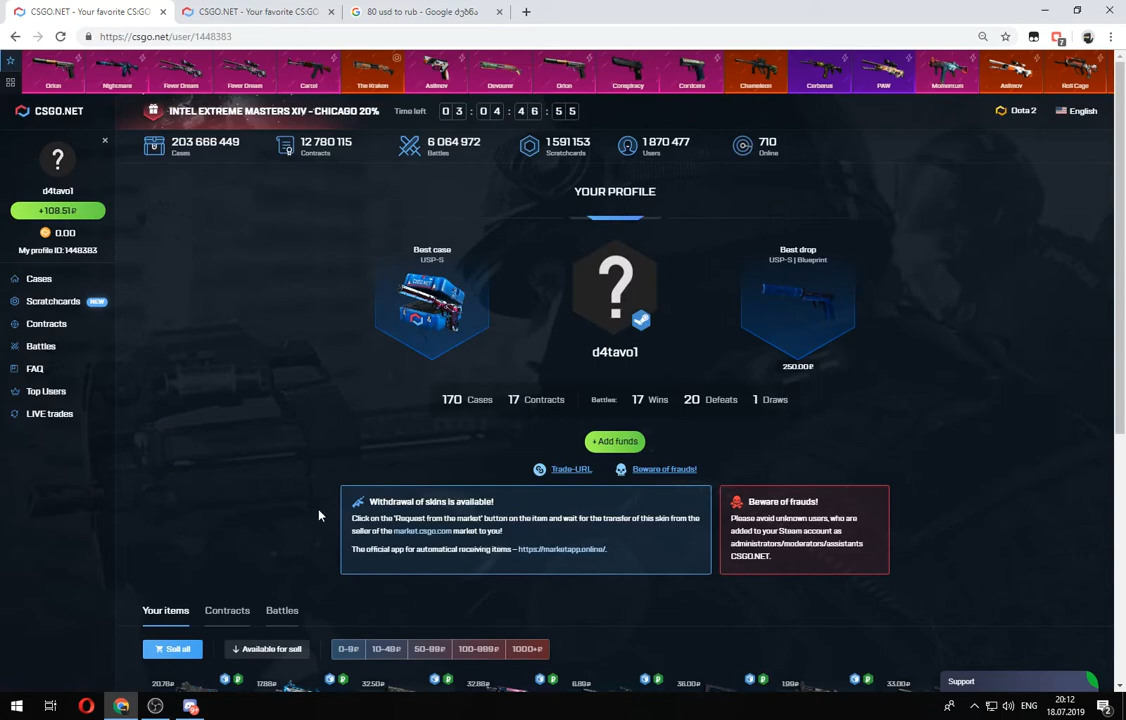 CSGO.NET - Your favorite CS:GO
CSGO.NET - Your favorite CS:GO
80 usd to rub - Google ძებნა
https://csgo.net/user/1448383
7
Orion
Nightmare
Fever Dream
Fever Dream
Carcel
The Kraken
Asiimov
Devourer
Orion
Conspiracy
Corticera
Chameleon
Cerberus
PAW
Momentum
Asiimov
Roll Cage
CSGO.NET
INTEL EXTREME MASTERS XIV - CHICAGO 20%
Time left
0 3 : 0 4 : 4 6 : 5 5
Dota 2
English
203 666 449
Cases
12 780 115
Contracts
6 064 972
Battles
1 591 153
Scratchcards
1 870 477
Users
710
Online
?
d4tavo1
+108.51₽
0.00
My profile ID: 1448383
Cases
Scratchcards
NEW
Contracts
Battles
FAQ
Top Users
LIVE trades
YOUR PROFILE
Best case
USP-S
?
Best drop
USP-S | Blueprint
250.00₽
d4tavo1
170 Cases
17 Contracts
Battles:
17 Wins
20 Defeats
1 Draws
+ Add funds
Trade-URL
Beware of frauds!
Withdrawal of skins is available!
Click on the "Request from the market" button on the item and wait for the transfer of this skin from the
seller of the market.csgo.com market to you!
The official app for automatical receiving items – https://marketapp.online/.
Beware of frauds!
Please avoid unknown users, who are
added to your Steam account as
administrators/moderators/assistants
CSGO.NET.
Your items
Contracts
Battles
Sell all
Available for sell
0-9₽
10-49₽
50-99₽
100-999₽
1000+₽
20.78₽
17.88₽
32.50₽
32.88₽
6.89₽
36.00₽
1.99₽
33.00₽
Support
ENG
20:12
18.07.2019
2